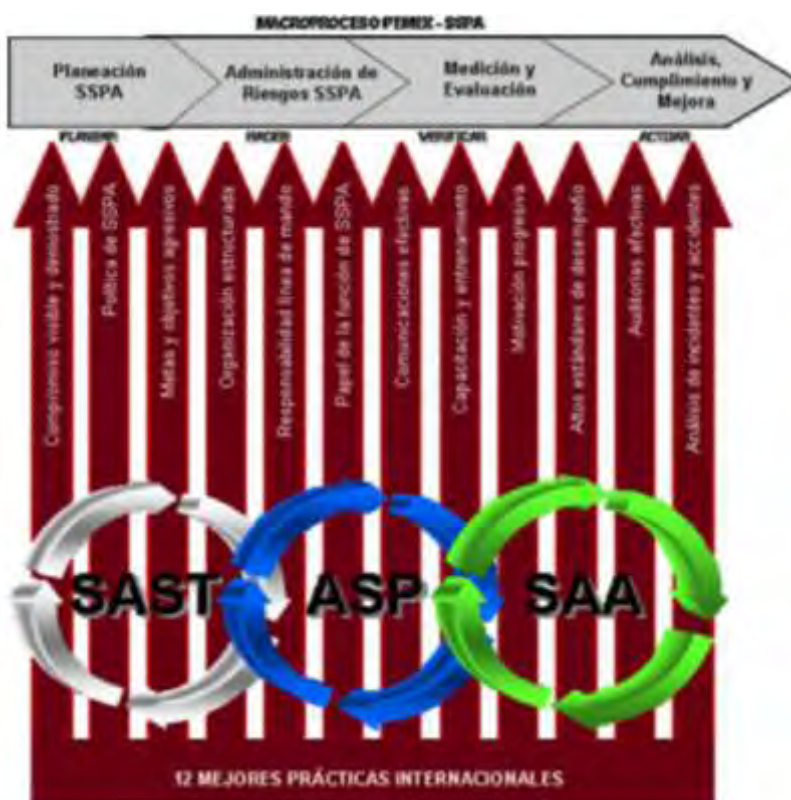 MACROPROCESO PEMEX - SSPA
Planeación
SSPA
Administración de
Riesgos SSPA
Medición y
Evaluación
Análisis,
Cumplimiento y
Mejora
PLANEAR
HACER
VERIFICAR
ACTUAR
Compromiso visible y demostrado
Política de SSPA
Metas y objetivos agresivos
Organización estructurada
Responsabilidad línea de mando
Papel de la función de SSPA
Comunicaciones efectivas
Capacitación y entrenamiento
Motivación progresiva
Altos estándares de desempeño
Auditorías efectivas
Análisis de incidentes y accidentes
SAST
ASP
SAA
12 MEJORES PRÁCTICAS INTERNACIONALES